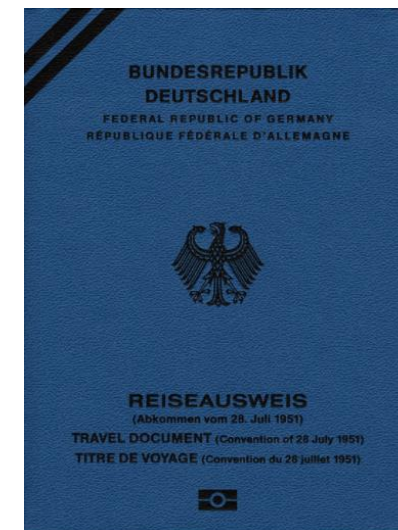 BUNDESREPUBLIK
DEUTSCHLAND
FEDERAL REPUBLIC OF GERMANY
RÉPUBLIQUE FÉDÉRALE D'ALLEMAGNE
REISEAUSWEIS
(Abkommen vom 28. Juli 1951)
TRAVEL DOCUMENT (Convention of 28 July 1951)
TITRE DE VOYAGE (Convention du 28 juillet 1951)